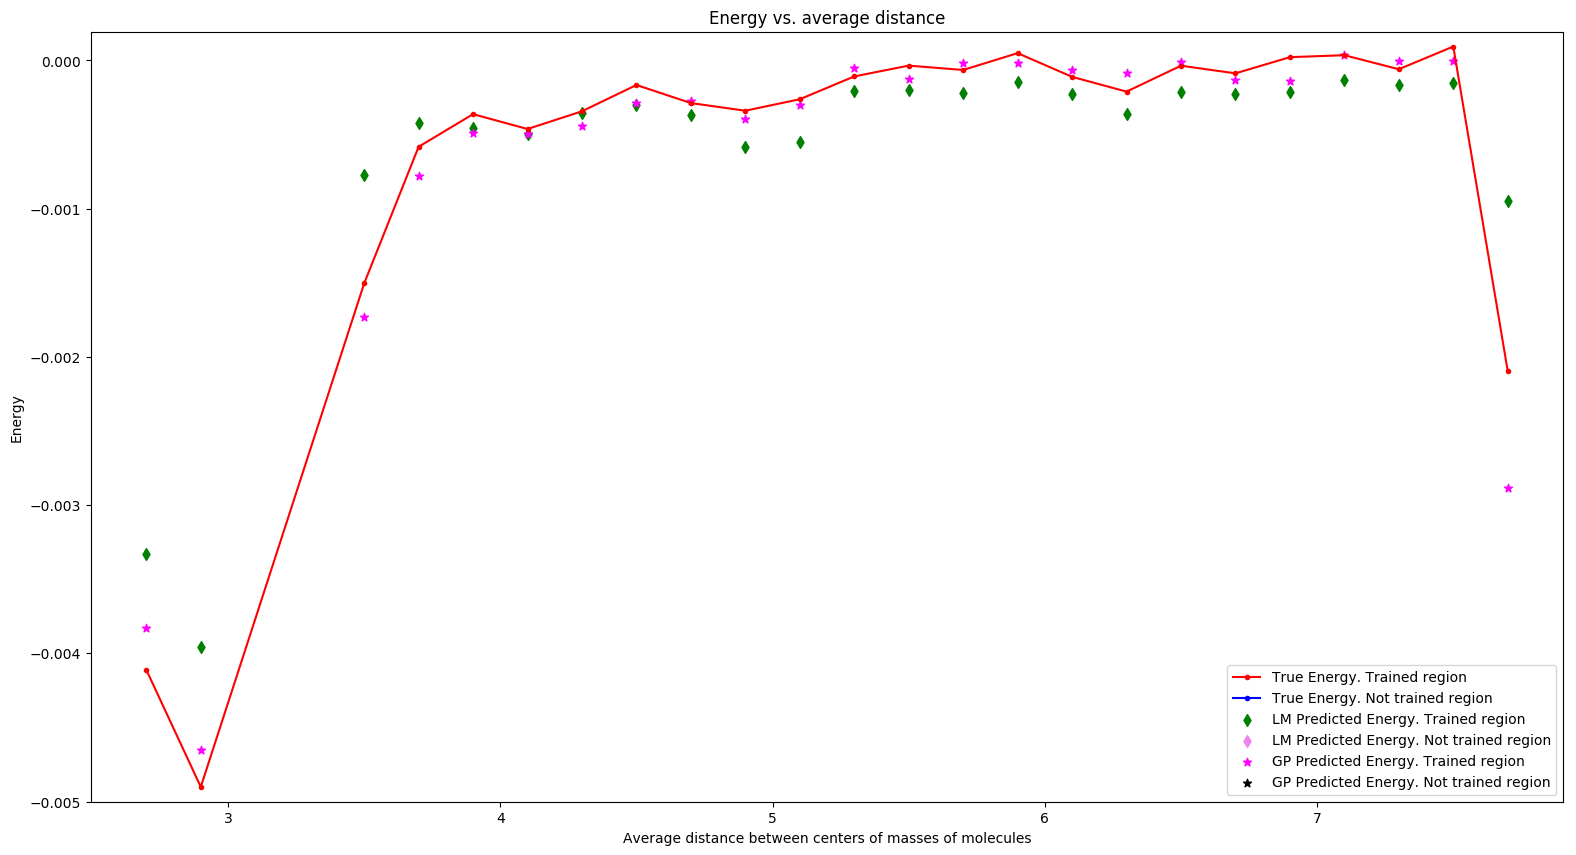 Energy vs. average distance
0.000
−0.001
−0.002
−0.003
−0.004
−0.005
Energy
3
4
5
6
7
Average distance between centers of masses of molecules
True Energy. Trained region
True Energy. Not trained region
LM Predicted Energy. Trained region
LM Predicted Energy. Not trained region
GP Predicted Energy. Trained region
GP Predicted Energy. Not trained region